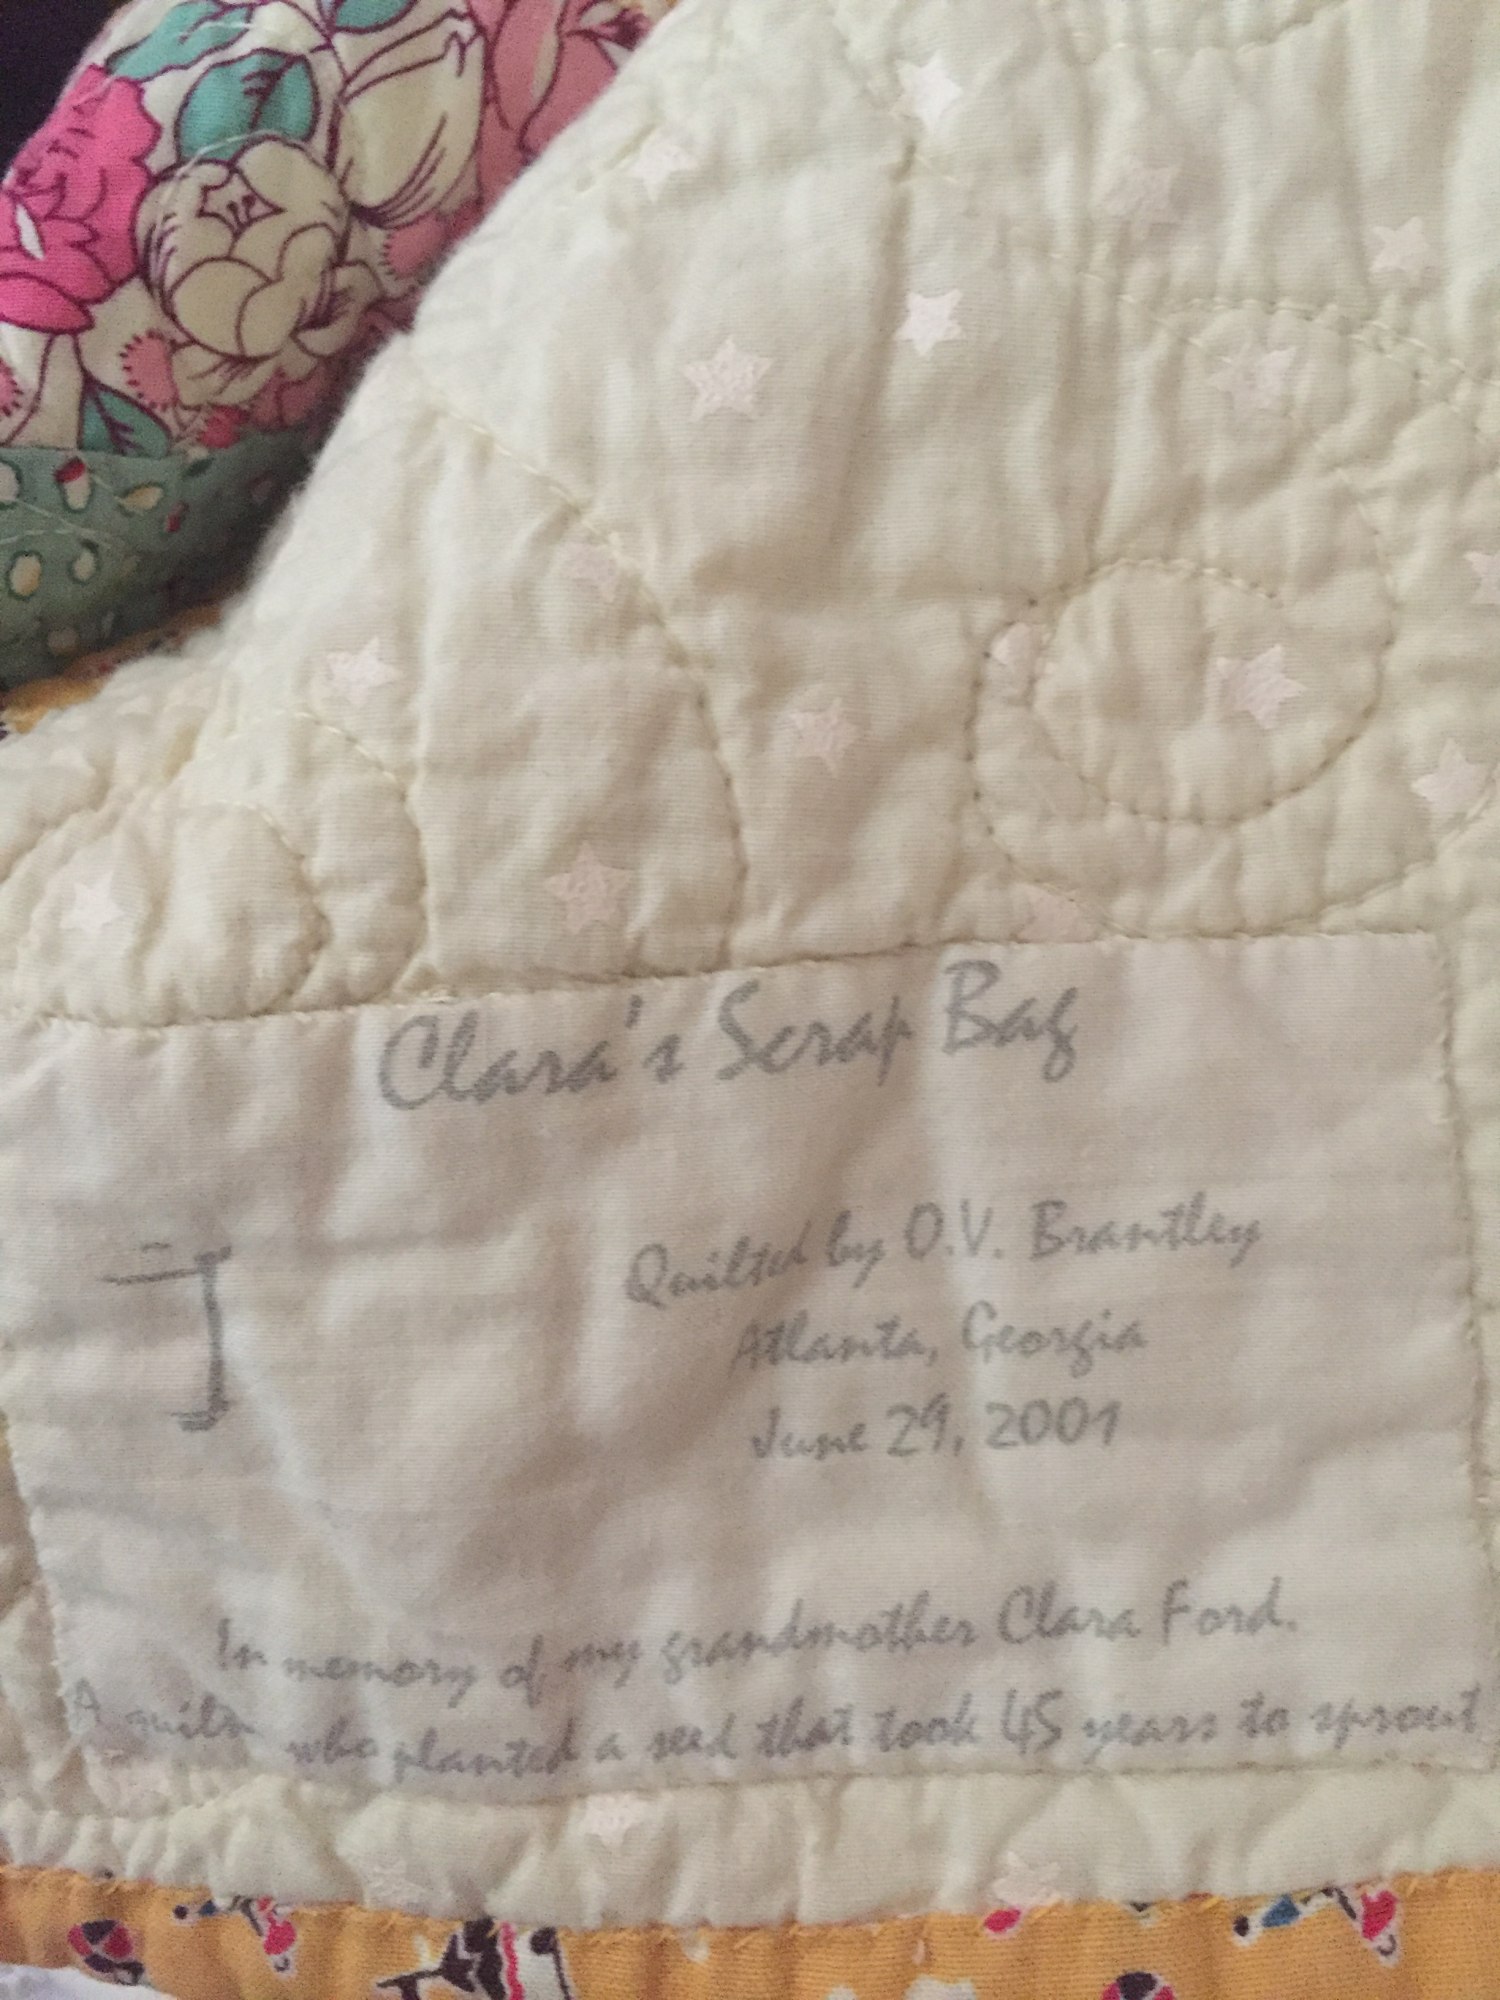 Clara's Scrap Bag
Quilted by O.V. Brantley
Atlanta, Georgia
June 29, 2001
In memory of my grandmother Clara Ford.
A who planted a seed that took 45 years to sprout